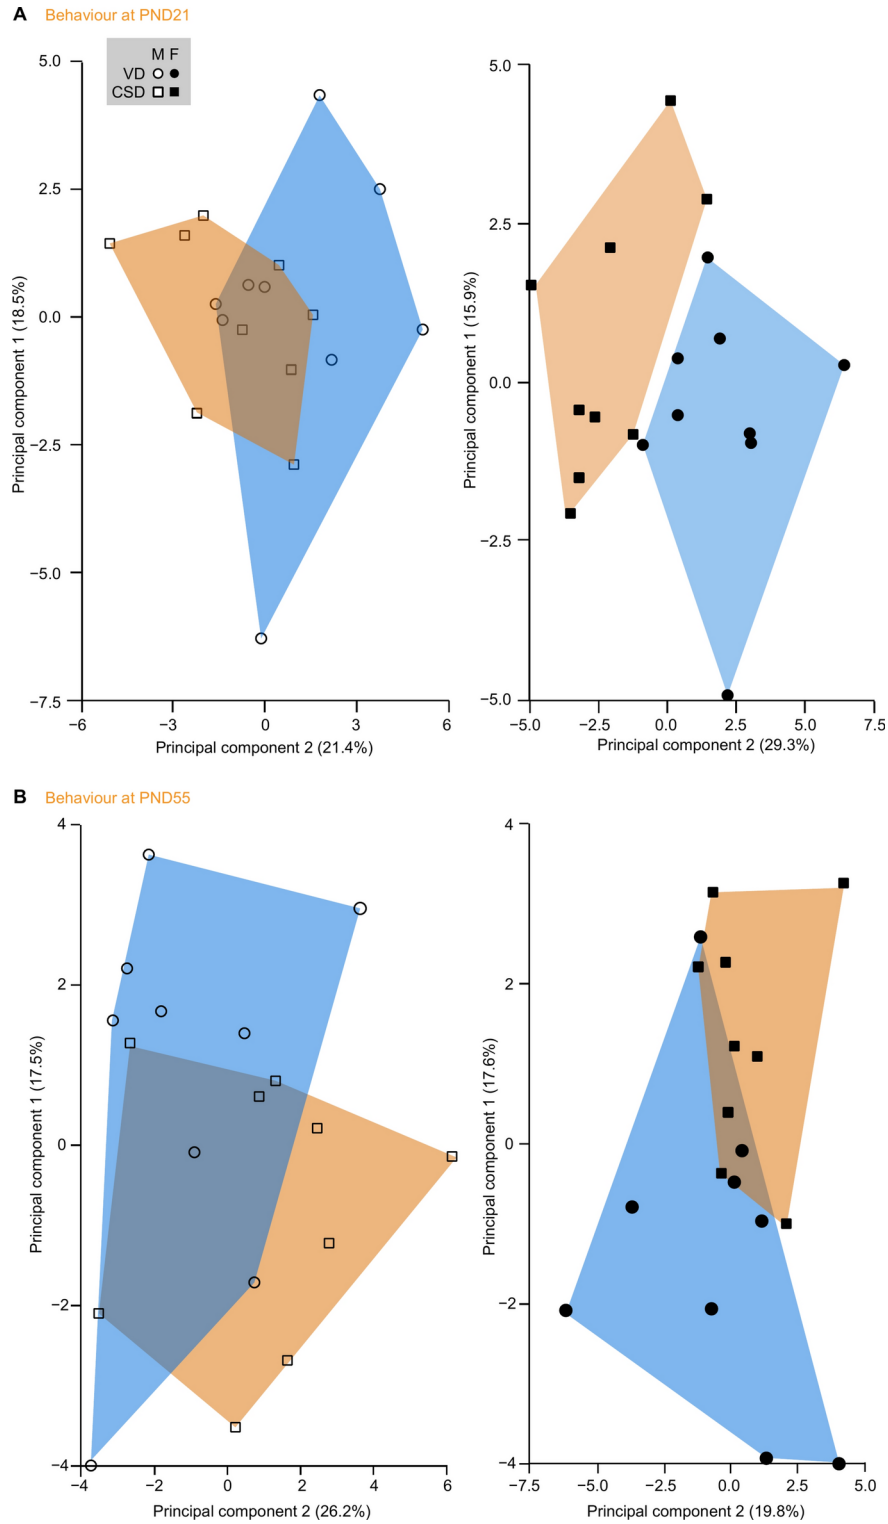 A Behaviour at PND21
M F
VD
CSD
5.0
2.5
0.0
−2.5
−5.0
−7.5
Principal component 1 (18.5%)
−6 −3 0 3 6
Principal component 2 (21.4%)
5.0
2.5
0.0
−2.5
−5.0
Principal component 1 (15.9%)
−5.0 −2.5 0.0 2.5 5.0 7.5
Principal component 2 (29.3%)
B Behaviour at PND55
4
2
0
−2
−4
Principal component 1 (17.5%)
−4 −2 0 2 4 6
Principal component 2 (26.2%)
4
2
0
−2
−4
Principal component 1 (17.6%)
−7.5 −5.0 −2.5 0.0 2.5 5.0
Principal component 2 (19.8%)